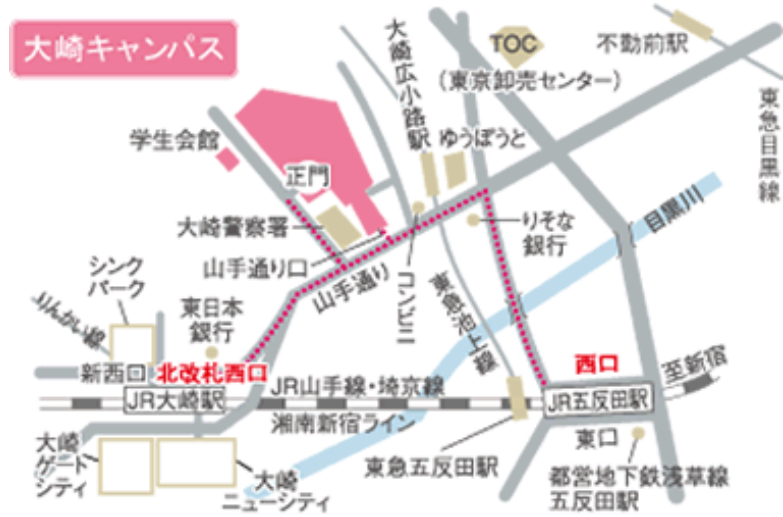 大崎キャンパス
TOC
(東京卸売センター)
不動前駅
東急目黒線
大崎広小路駅
ゆうぽうと
学生会館
正門
大崎警察署
山手通り口
山手通り
コンビニ
りそな
銀行
目黒川
東急池上線
シンク
パーク
りんかい線
東日本
銀行
新西口
北改札西口
JR大崎駅
JR山手線・埼京線
湘南新宿ライン
西口
JR五反田駅
至新宿
東口
東急五反田駅
都営地下鉄浅草線
五反田駅
大崎
ゲート
シティ
大崎
ニューシティ